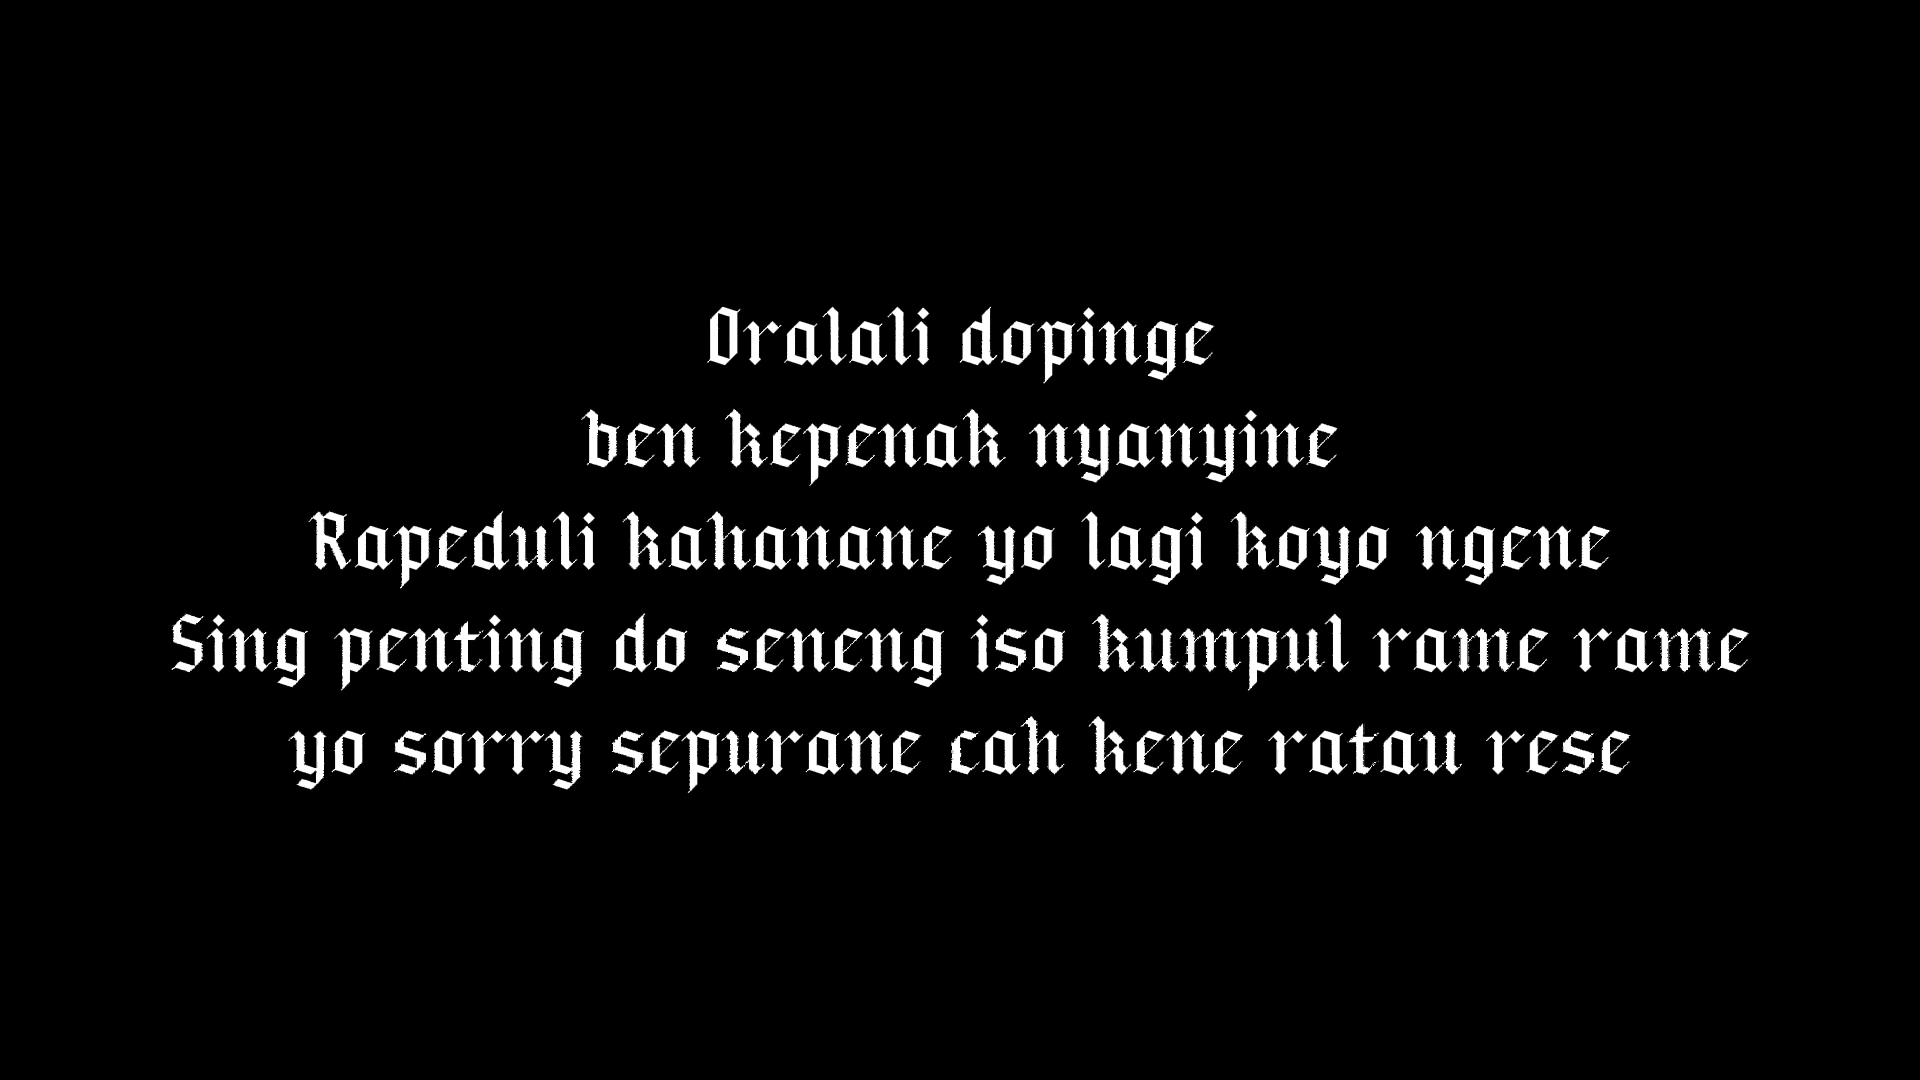 Oralali dopinge
ben kepenak nyanyine
Rapeduli kahanane yo lagi koyo ngene
Sing penting do seneng iso kumpul rame rame
yo sorry sepurane cah kene ratau rese